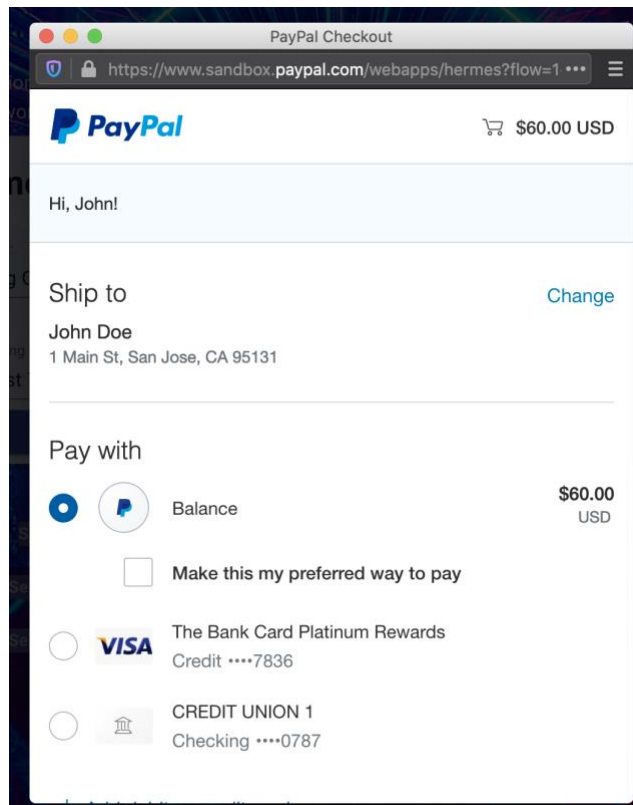 PayPal Checkout
https://www.sandbox.paypal.com/webapps/hermes?flow=1 •••
PayPal
$60.00 USD
Hi, John!
Ship to
Change
John Doe
1 Main St, San Jose, CA 95131
Pay with
Balance
$60.00
USD
Make this my preferred way to pay
VISA
The Bank Card Platinum Rewards
Credit ••••7836
CREDIT UNION 1
Checking ••••0787